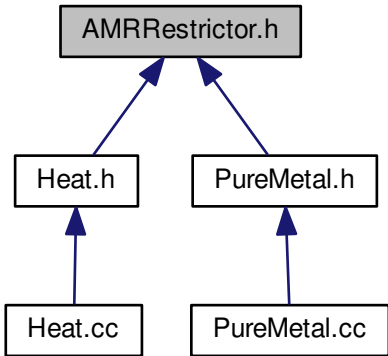 AMRRestrictor.h
Heat.h
PureMetal.h
Heat.cc
PureMetal.cc